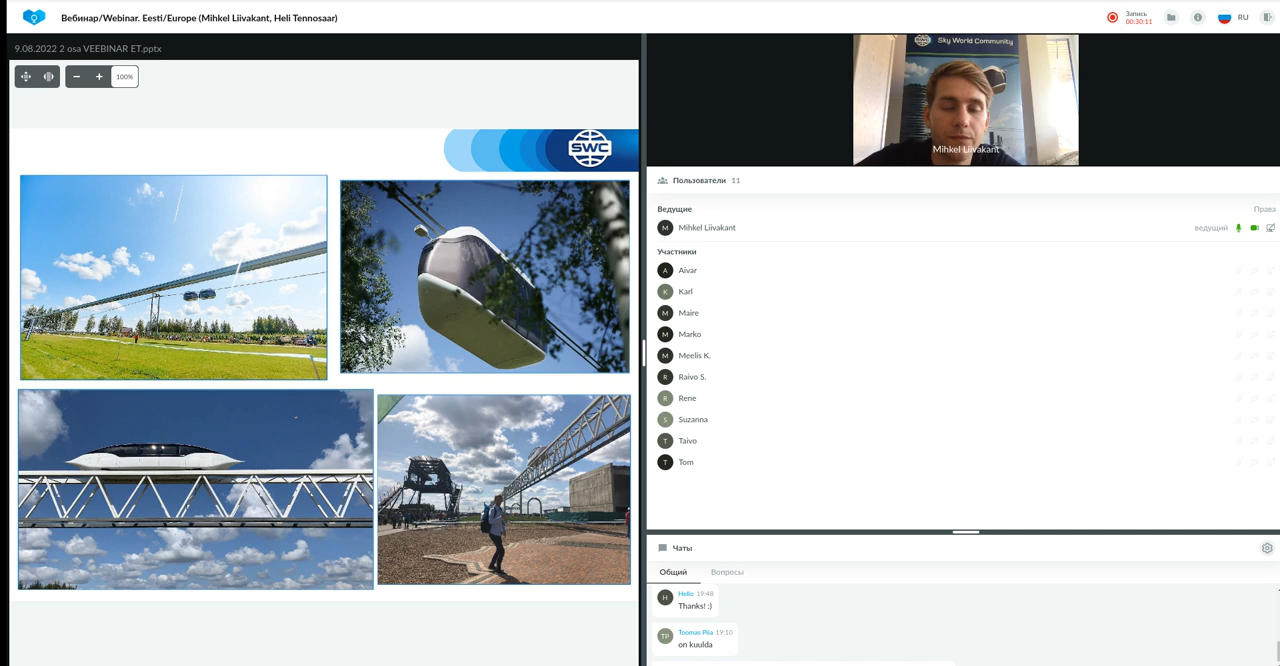 Вебинар/Webinar. Eesti/Europe (Mihkel Liivakant, Heli Tennosaar)
Запись
00:30:11
RU
9.08.2022 2 osa VEEBINAR ET.pptx
100%
SWC
Sky World Community
Mihkel Liivakant
Пользователи 11
Ведущие
Права
M Mihkel Liivakant
ведущий
Участники
A Aivar
K Karl
M Maire
M Marko
M Meelis K.
R Raivo S.
R Rene
S Suzanna
T Taivo
T Tom
Чаты
Общий
Вопросы
H Hello 19:48
Thanks! :)
TP Toomas Piia 19:10
on kuulda